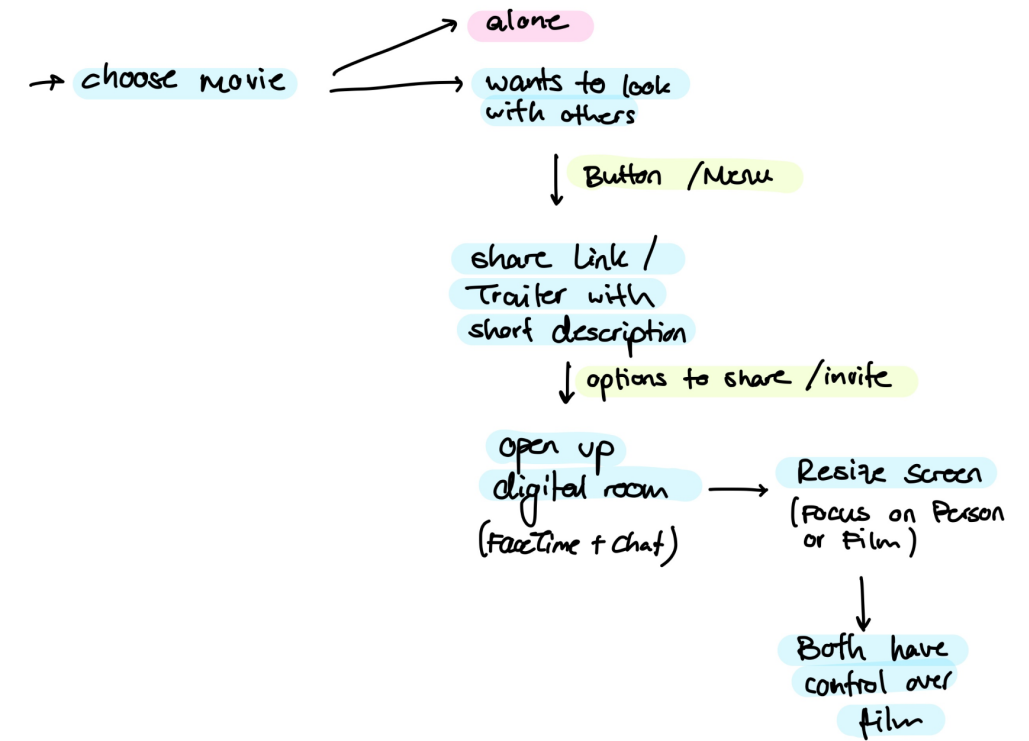 alone
choose movie
wants to look
with others
Button / Menu
share Link /
Trailer with
short description
options to share / invite
open up
digital room
(FaceTime + Chat)
Resize Screen
(Focus on Person
or Film)
Both have
control over
film